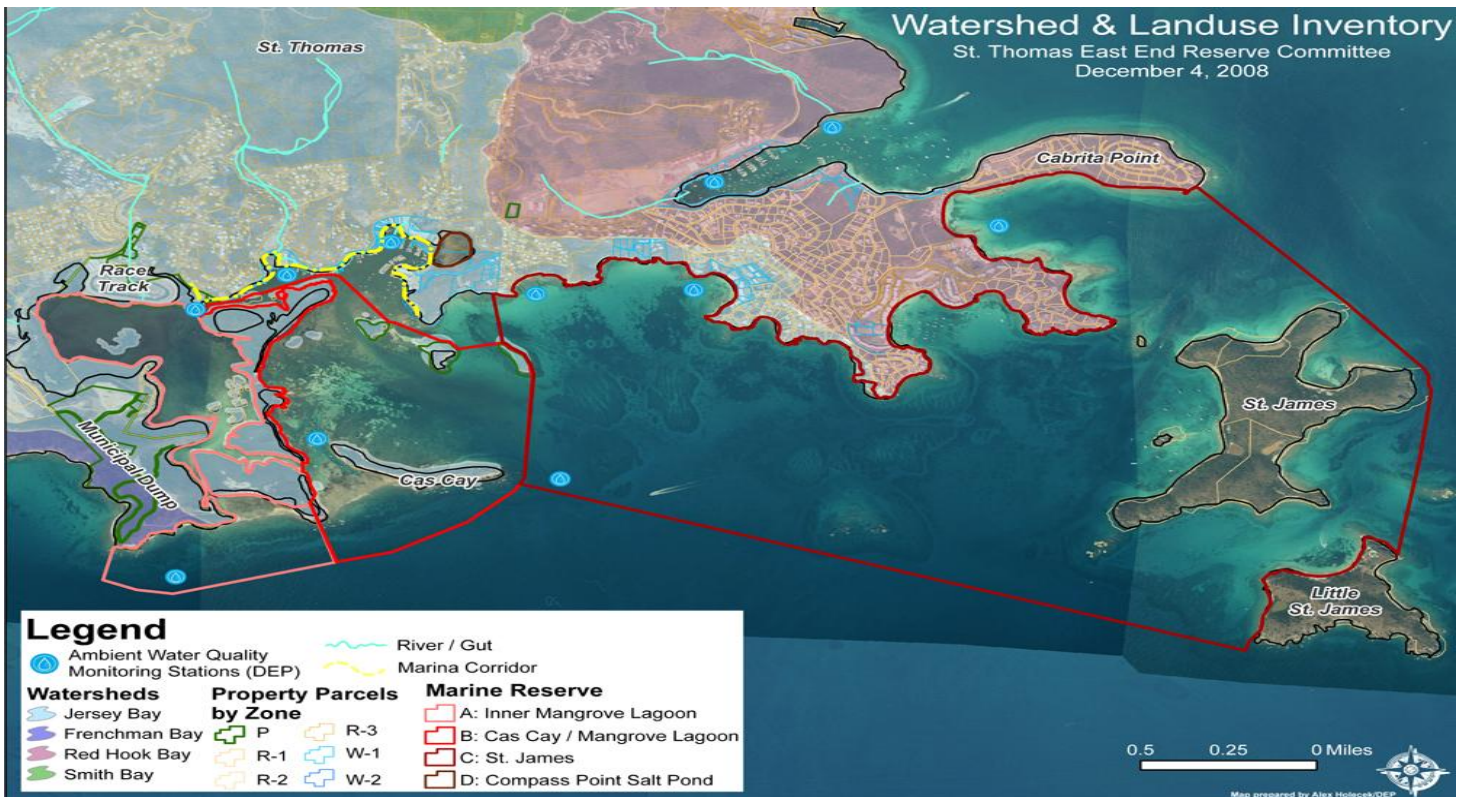 Watershed & Landuse Inventory
St. Thomas East End Reserve Committee
December 4, 2008
St. Thomas
Cabrita Point
Race
Track
St. James
Municipal Dump
Cas Cay
Little
St. James
Legend
Ambient Water Quality
Monitoring Stations (DEP)
River / Gut
Marina Corridor
Watersheds
Jersey Bay
Frenchman Bay
Red Hook Bay
Smith Bay
Property Parcels
by Zone
P
R-1
R-2
R-3
W-1
W-2
Marine Reserve
A: Inner Mangrove Lagoon
B: Cas Cay / Mangrove Lagoon
C: St. James
D: Compass Point Salt Pond
0.5 0.25 0 Miles
Map prepared by Alex Holecek/DEP